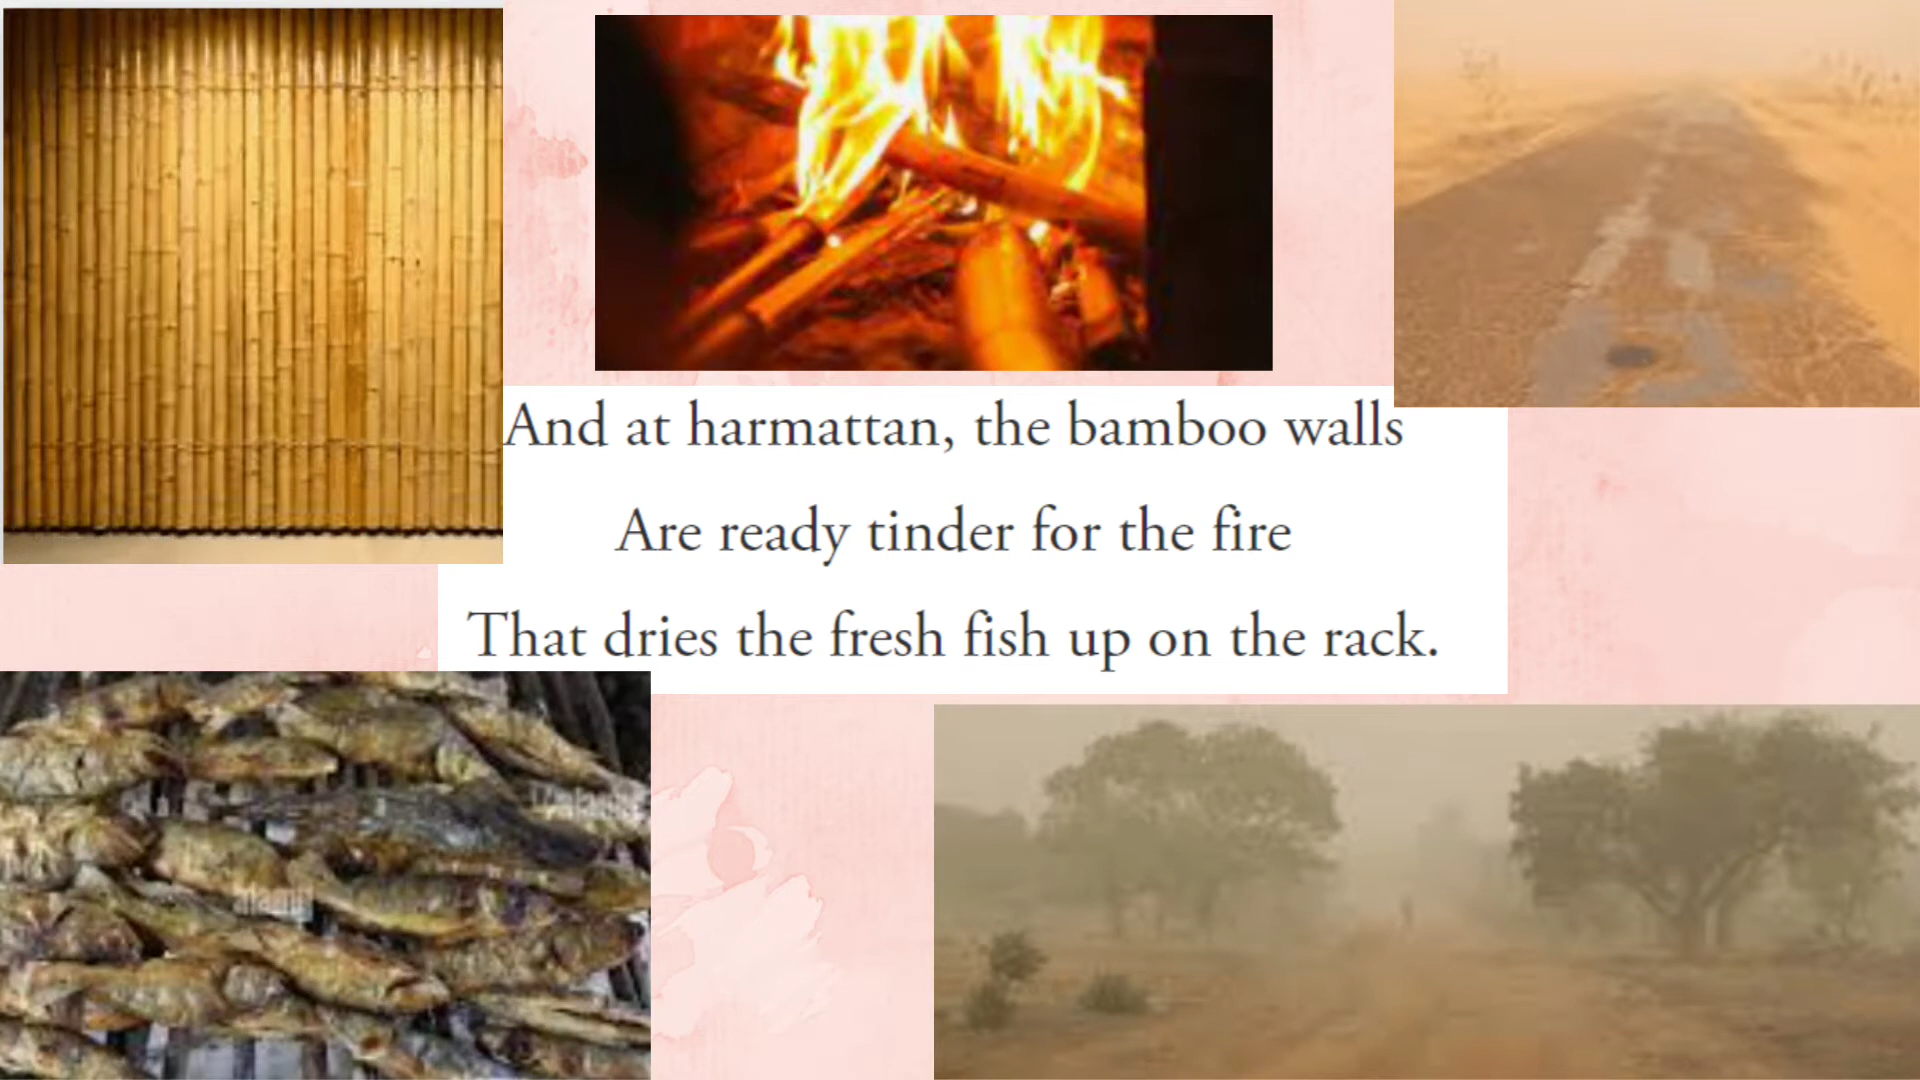 And at harmattan, the bamboo walls
Are ready tinder for the fire
That dries the fresh fish up on the rack.